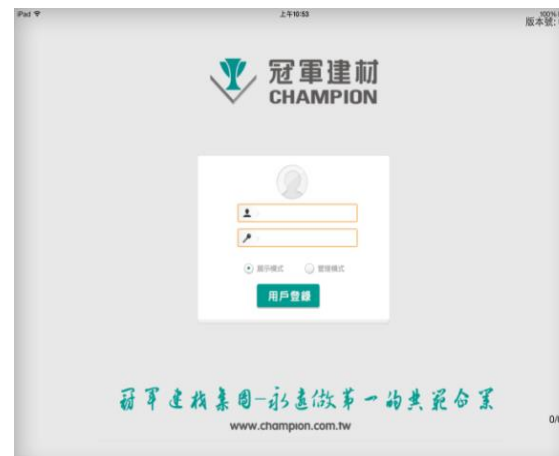 iPad 上午10:53 100%
版本號:
冠軍建材
CHAMPION
展示模式 管理模式
用戶登錄
冠軍建材集團-永遠做第一的典範企業
www.champion.com.tw
0/